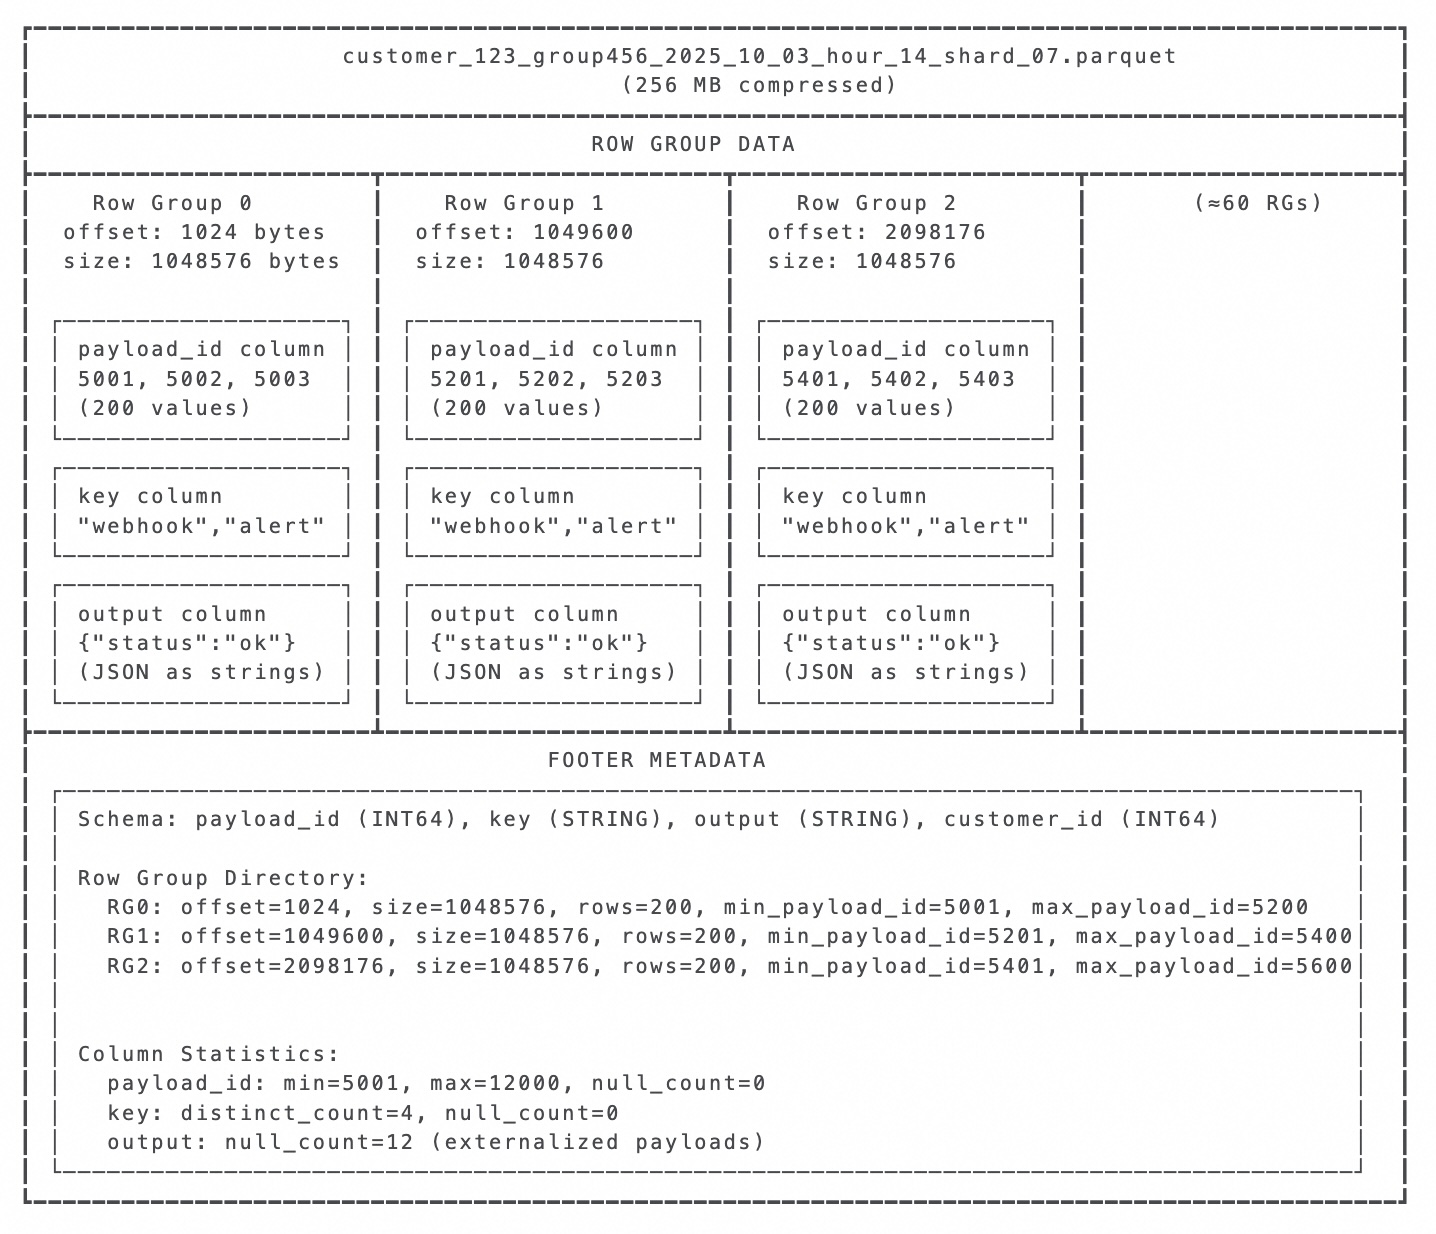 customer_123_group456_2025_10_03_hour_14_shard_07.parquet
(256 MB compressed)
ROW GROUP DATA
Row Group 0
offset: 1024 bytes
size: 1048576 bytes
payload_id column
5001, 5002, 5003
(200 values)
key column
"webhook","alert"
output column
{"status":"ok"}
(JSON as strings)
Row Group 1
offset: 1049600
size: 1048576
payload_id column
5201, 5202, 5203
(200 values)
key column
"webhook","alert"
output column
{"status":"ok"}
(JSON as strings)
Row Group 2
offset: 2098176
size: 1048576
payload_id column
5401, 5402, 5403
(200 values)
key column
"webhook","alert"
output column
{"status":"ok"}
(JSON as strings)
(≈60 RGs)
FOOTER METADATA
Schema: payload_id (INT64), key (STRING), output (STRING), customer_id (INT64)
Row Group Directory:
RG0: offset=1024, size=1048576, rows=200, min_payload_id=5001, max_payload_id=5200
RG1: offset=1049600, size=1048576, rows=200, min_payload_id=5201, max_payload_id=5400
RG2: offset=2098176, size=1048576, rows=200, min_payload_id=5401, max_payload_id=5600
Column Statistics:
payload_id: min=5001, max=12000, null_count=0
key: distinct_count=4, null_count=0
output: null_count=12 (externalized payloads)